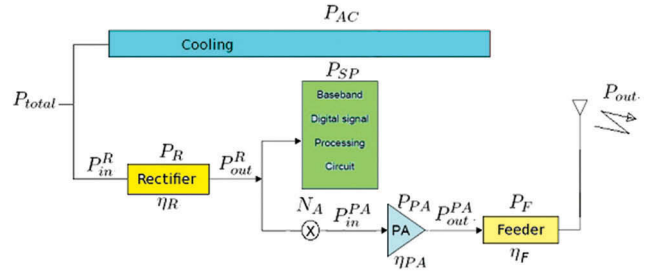 P_AC
Cooling
P_SP
P_total
Baseband
Digital signal
Processing
Circuit
P_out.
P_in^R
P_R
Rectifier
η_R
P_out^R
N_A
X
P_in^PA
P_PA
PA
η_PA
P_out^PA.
P_F
Feeder
η_F